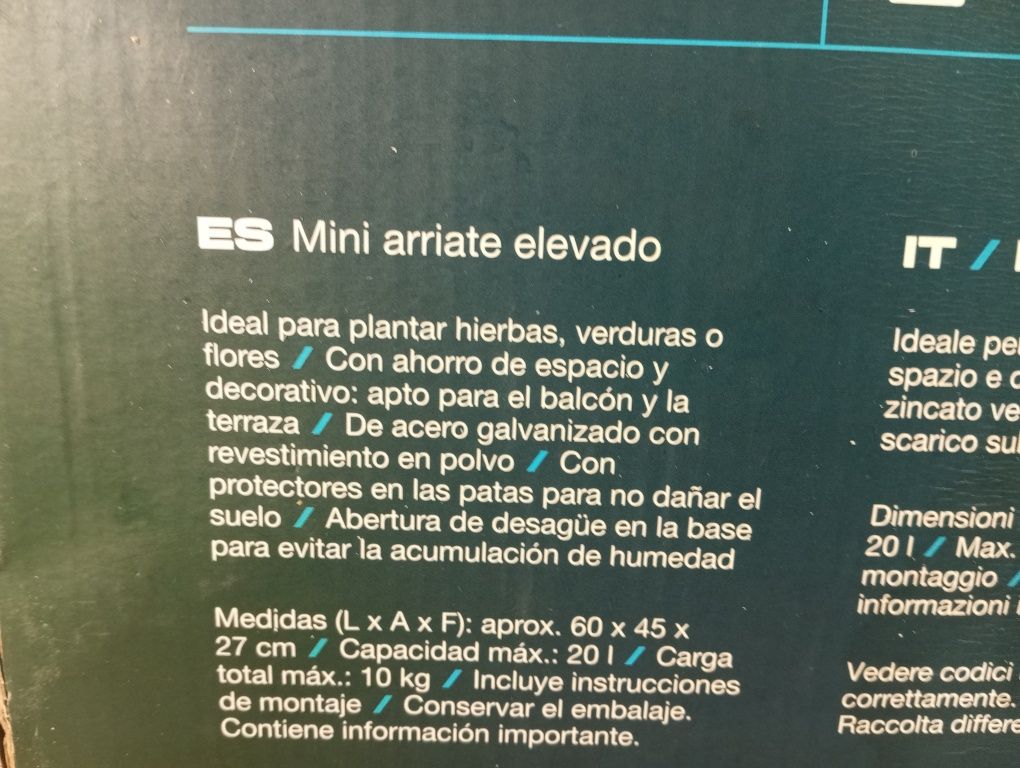 ES Mini arriate elevado
Ideal para plantar hierbas, verduras o
flores / Con ahorro de espacio y
decorativo: apto para el balcón y la
terraza / De acero galvanizado con
revestimiento en polvo / Con
protectores en las patas para no dañar el
suelo / Abertura de desagüe en la base
para evitar la acumulación de humedad
Medidas (L x A x F): aprox. 60 x 45 x
27 cm / Capacidad máx.: 20 l / Carga
total máx.: 10 kg / Incluye instrucciones
de montaje / Conservar el embalaje.
Contiene información importante.
IT /
Ideale
spazio e
zincato
scarico
Dimensioni
20 l / Max.
montaggio /
informazioni
Vedere codici
correttamente.
Raccolta